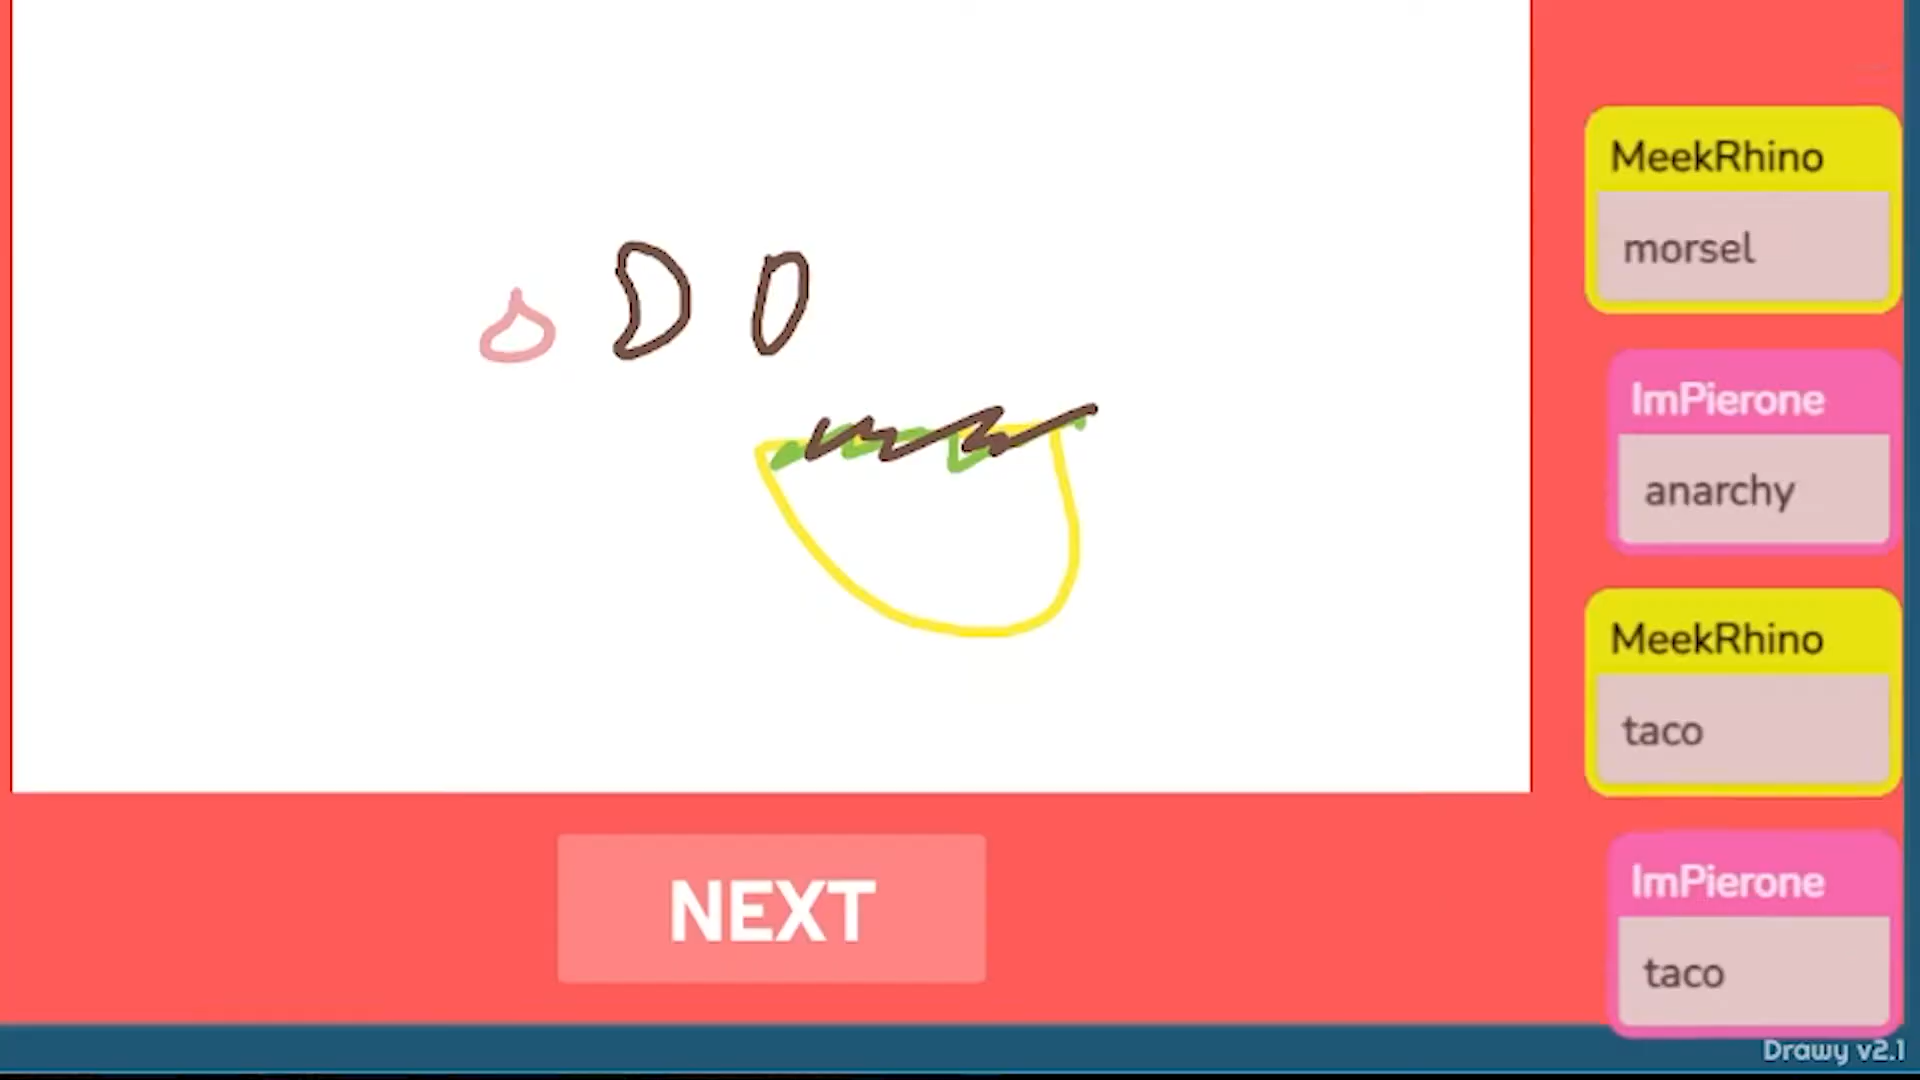 MeekRhino
morsel
ImPierone
anarchy
MeekRhino
taco
ImPierone
taco
NEXT
Drawy v2.1